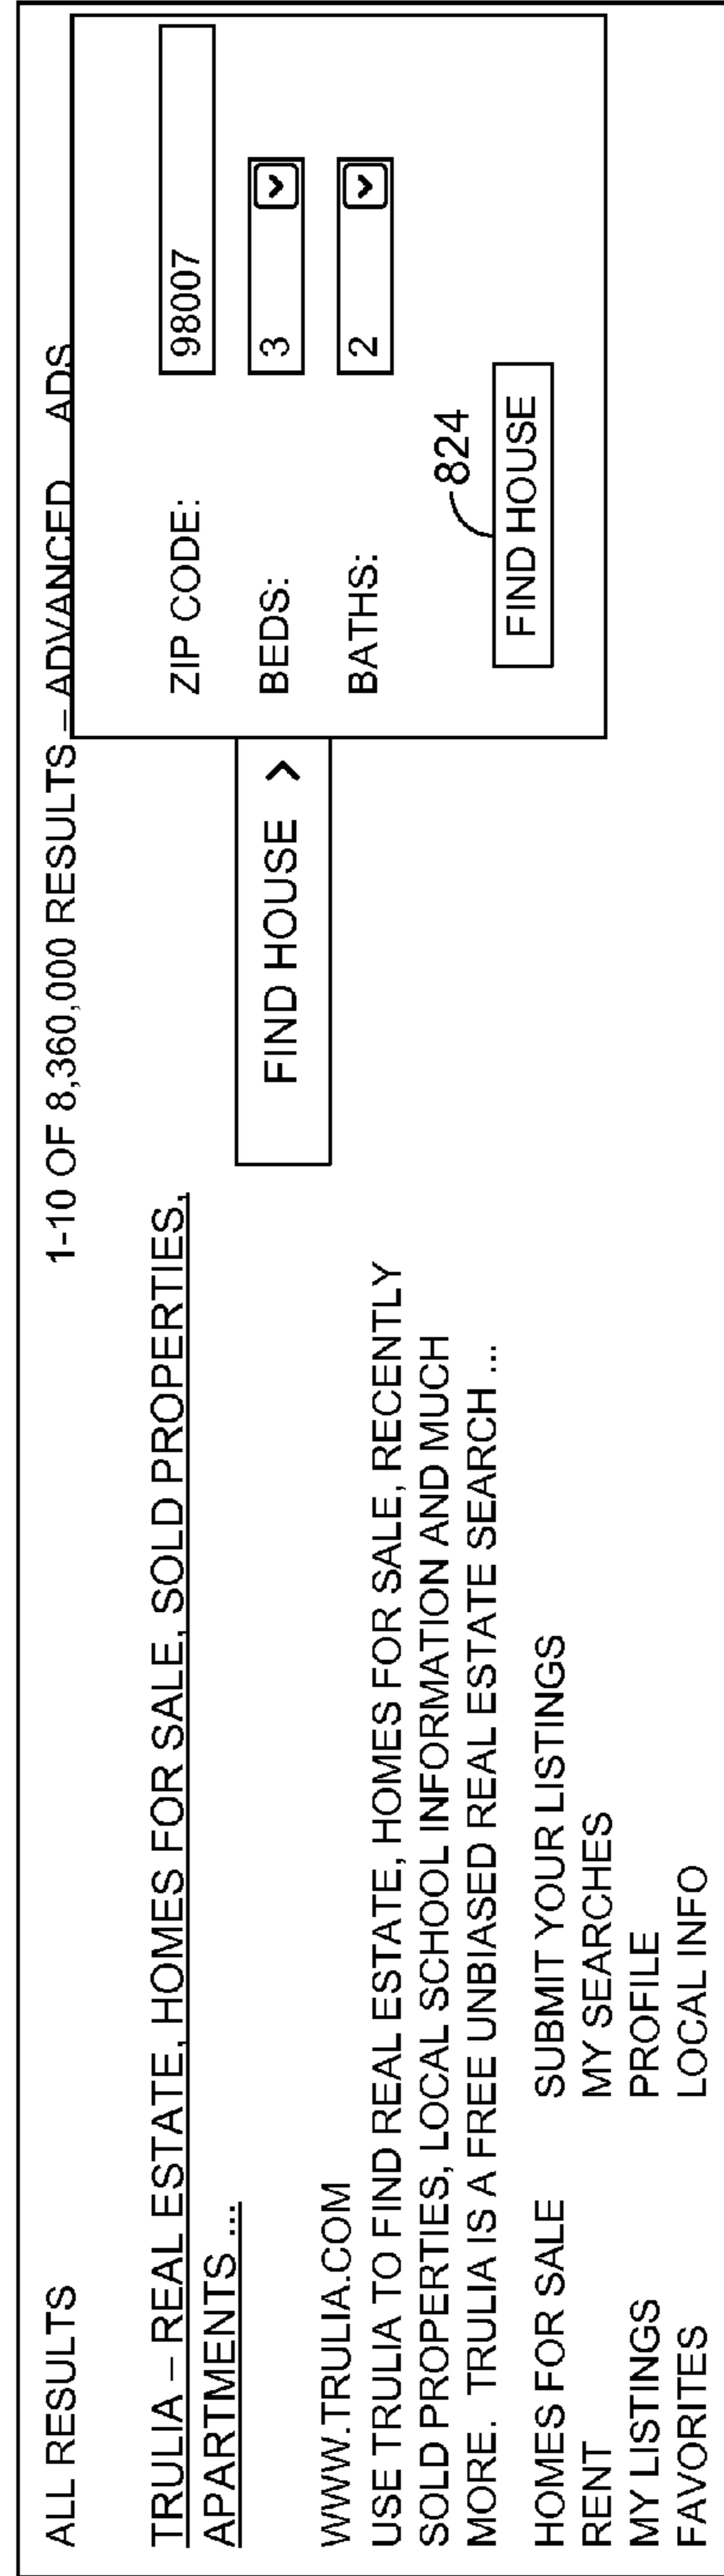 ALL RESULTS
1-10 OF 8,360,000 RESULTS – ADVANCED ADS
TRULIA – REAL ESTATE, HOMES FOR SALE, SOLD PROPERTIES,
APARTMENTS ...
WWW.TRULIA.COM
USE TRULIA TO FIND REAL ESTATE, HOMES FOR SALE, RECENTLY
SOLD PROPERTIES, LOCAL SCHOOL INFORMATION AND MUCH
MORE. TRULIA IS A FREE UNBIASED REAL ESTATE SEARCH ...
HOMES FOR SALE SUBMIT YOUR LISTINGS
RENT MY SEARCHES
MY LISTINGS PROFILE
FAVORITES LOCAL INFO
FIND HOUSE >
ZIP CODE: 98007
BEDS: 3
BATHS: 2
824
FIND HOUSE